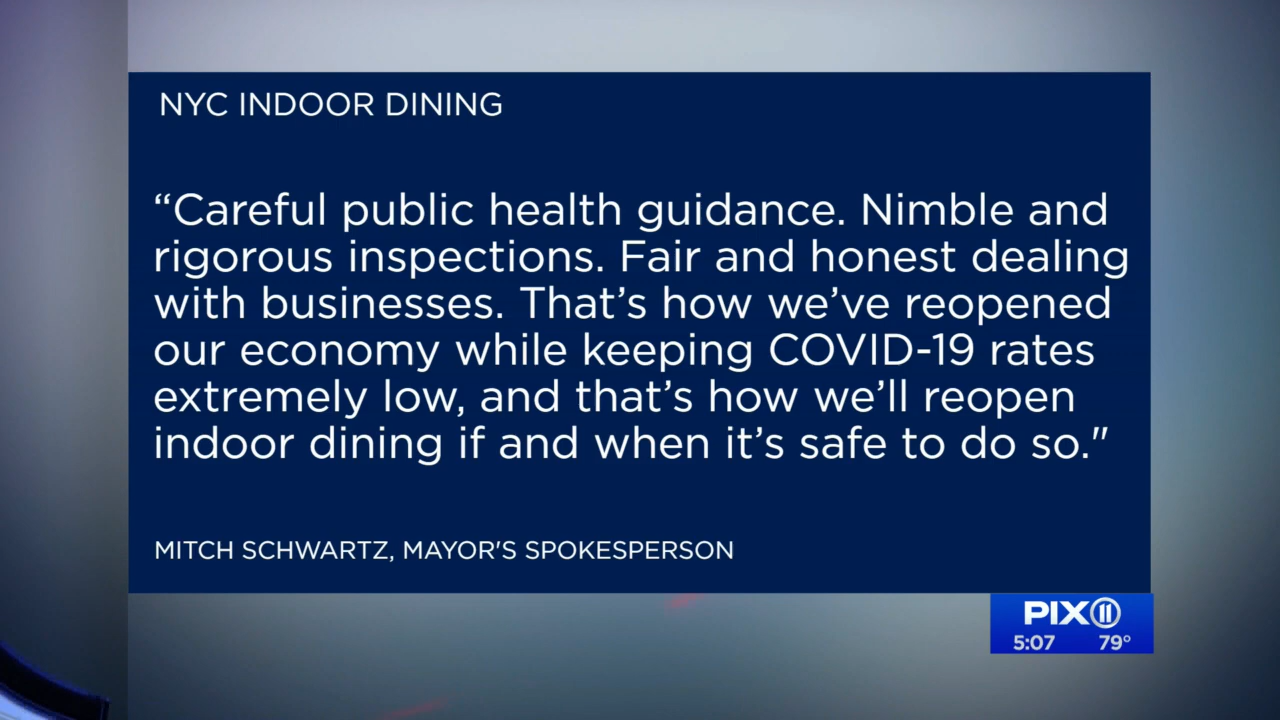 NYC INDOOR DINING
“Careful public health guidance. Nimble and
rigorous inspections. Fair and honest dealing
with businesses. That’s how we’ve reopened
our economy while keeping COVID-19 rates
extremely low, and that’s how we’ll reopen
indoor dining if and when it’s safe to do so."
MITCH SCHWARTZ, MAYOR'S SPOKESPERSON
PIX11
5:07 79°